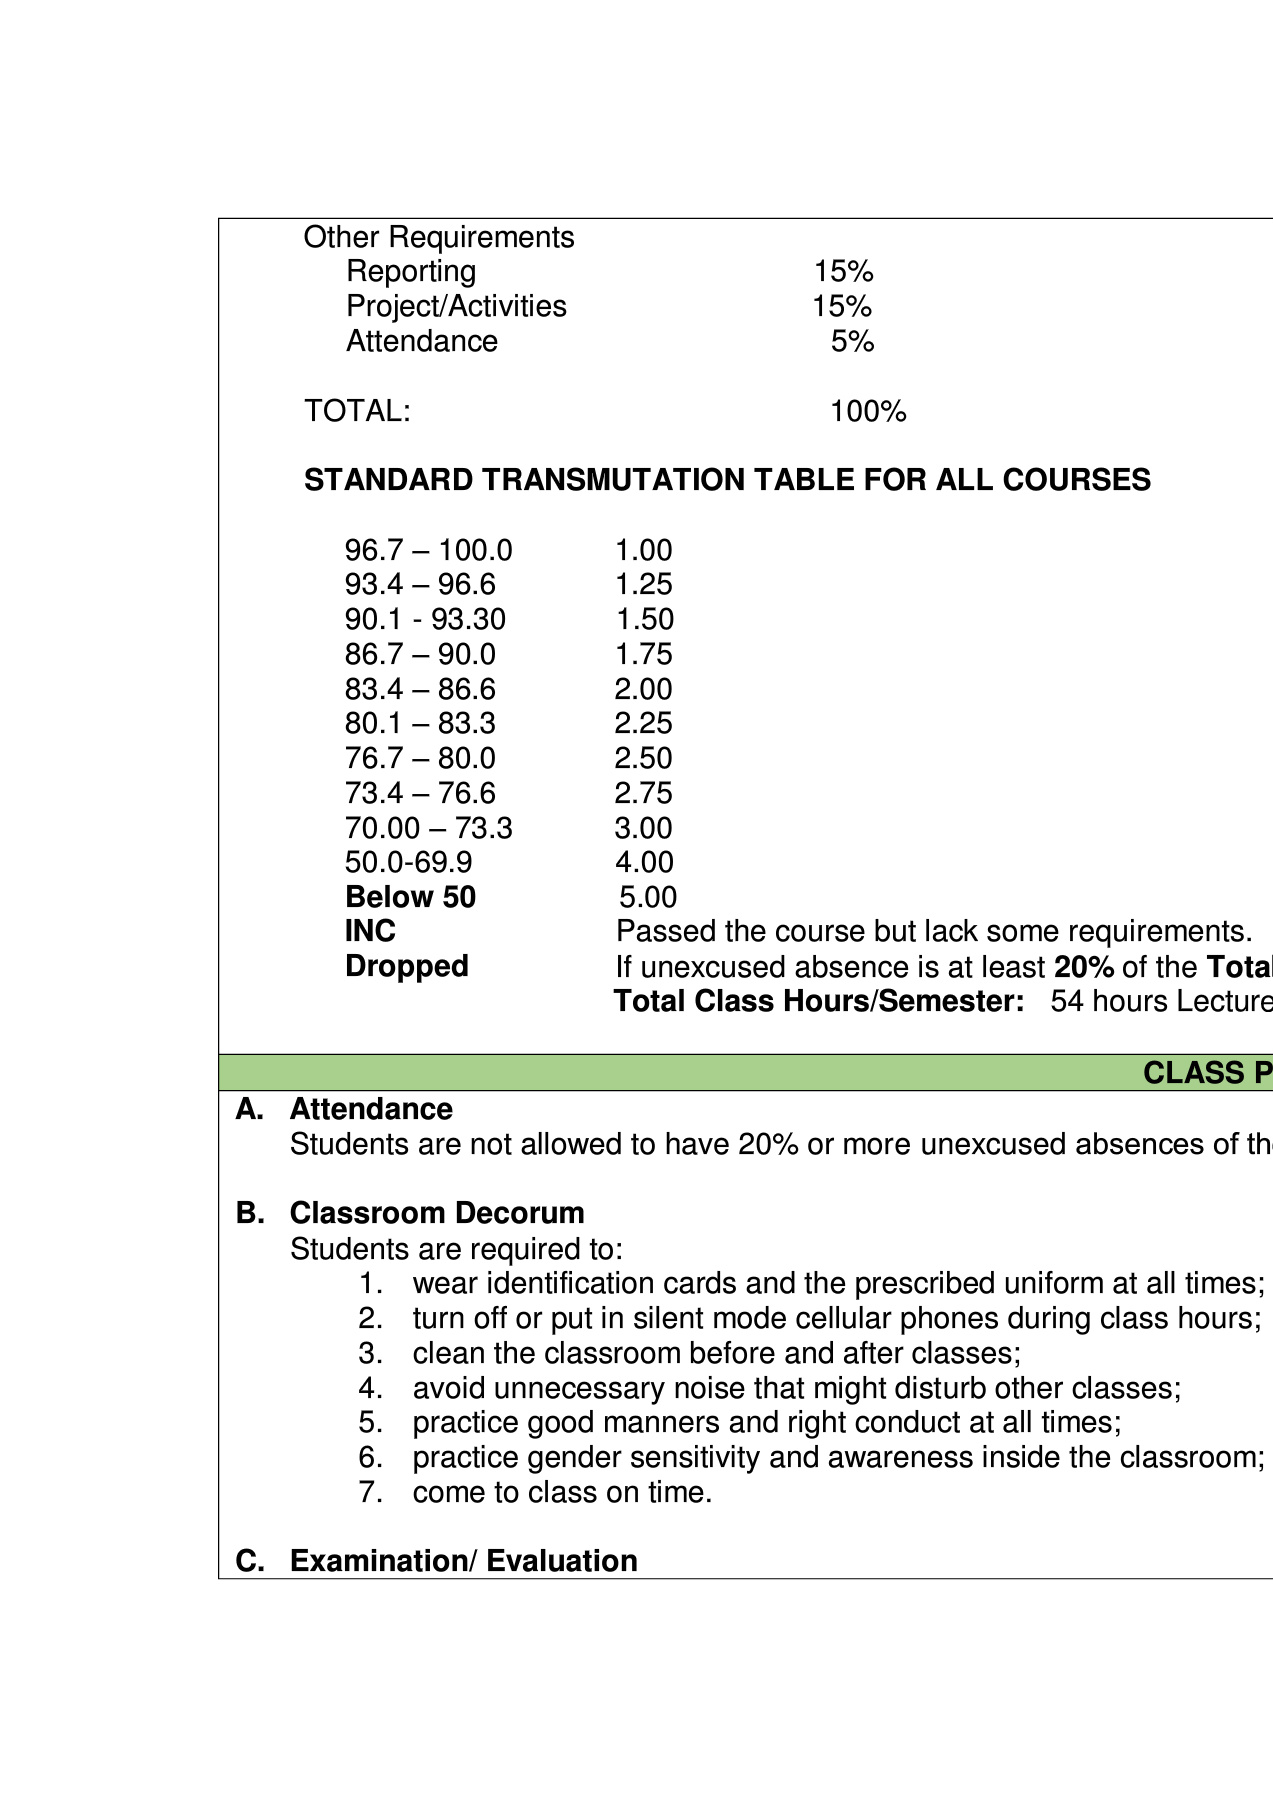 Other Requirements
Reporting 15%
Project/Activities 15%
Attendance 5%
TOTAL: 100%
STANDARD TRANSMUTATION TABLE FOR ALL COURSES
96.7 – 100.0 1.00
93.4 – 96.6 1.25
90.1 - 93.30 1.50
86.7 – 90.0 1.75
83.4 – 86.6 2.00
80.1 – 83.3 2.25
76.7 – 80.0 2.50
73.4 – 76.6 2.75
70.00 – 73.3 3.00
50.0-69.9 4.00
Below 50 5.00
INC Passed the course but lack some requirements.
Dropped If unexcused absence is at least 20% of the Total
Total Class Hours/Semester: 54 hours Lecture
CLASS P
A. Attendance
Students are not allowed to have 20% or more unexcused absences of the
B. Classroom Decorum
Students are required to:
1. wear identification cards and the prescribed uniform at all times;
2. turn off or put in silent mode cellular phones during class hours;
3. clean the classroom before and after classes;
4. avoid unnecessary noise that might disturb other classes;
5. practice good manners and right conduct at all times;
6. practice gender sensitivity and awareness inside the classroom;
7. come to class on time.
C. Examination/ Evaluation